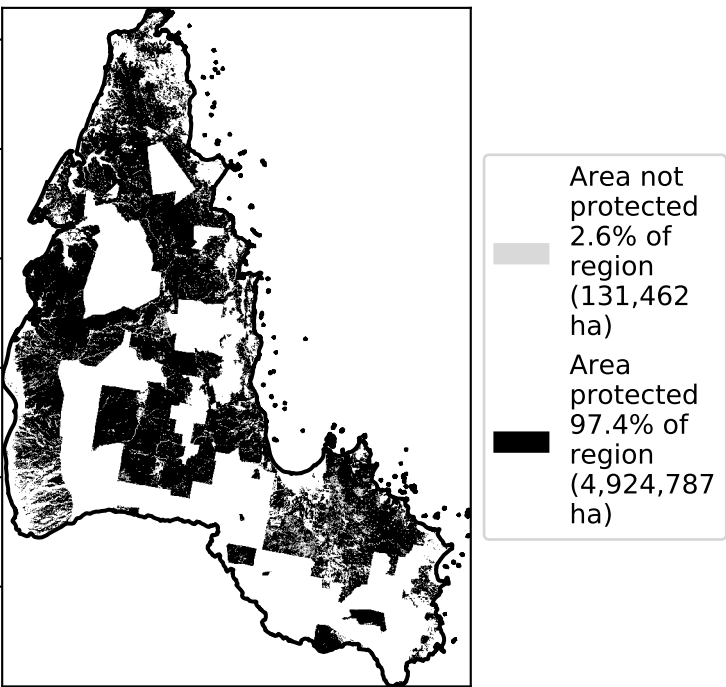 Area not
protected
2.6% of
region
(131,462
ha)
Area
protected
97.4% of
region
(4,924,787
ha)